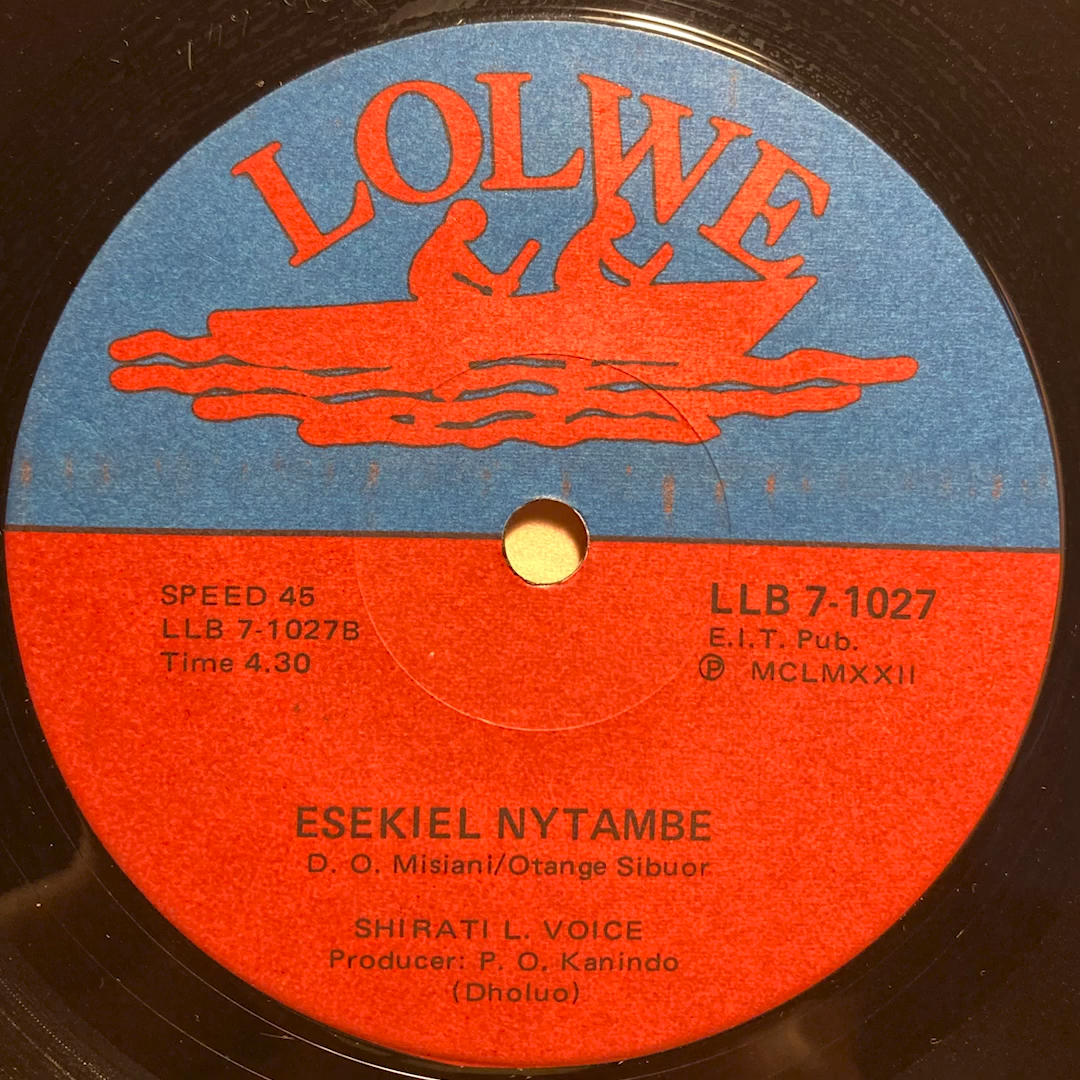 LOLWE
SPEED 45
LLB 7-1027B
Time 4.30
LLB 7-1027
E.I.T. Pub.
Ⓟ MCLMXXII
ESEKIEL NYTAMBE
D. O. Misiani/Otange Sibuor
SHIRATI L. VOICE
Producer: P. O. Kanindo
(Dholuo)